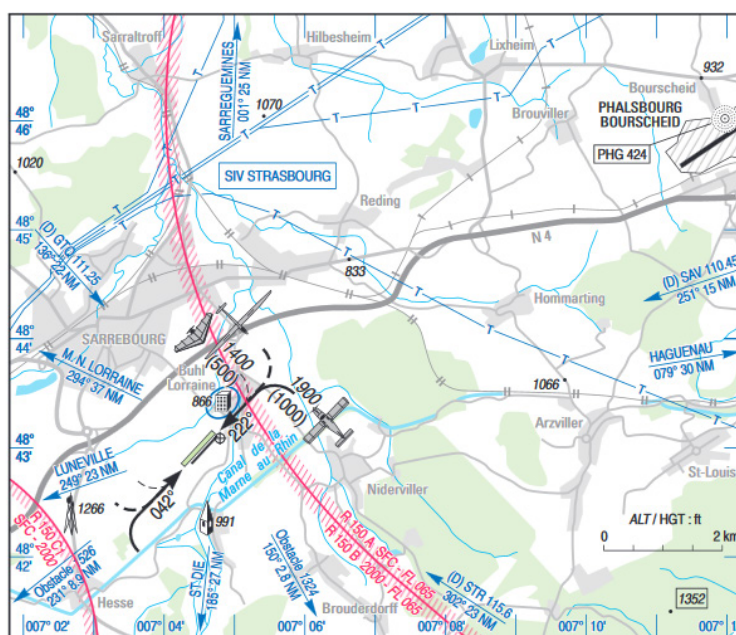 Sarraltroff
Hilbesheim
Lixheim
932
Bourscheid
PHALSBOURG
BOURSCHEID
PHG 424
Brouviller
SARREGUEMINES
001° 25 NM
1070
48°
46'
1020
SIV STRASBOURG
Reding
N 4
48°
45'
(D) GTQ 111.25
136° 22 NM
833
(D) SAV 110.45
251° 15 NM
Hommarting
SARREBOURG
48°
44'
M.N. LORRAINE
294° 37 NM
1400
(500)
Buhl
Lorraine
866
1900
(1000)
HAGUENAU
079° 30 NM
1066
Arzviller
222°
48°
43'
LUNEVILLE
249° 23 NM
Canal de la
Marne au Rhin
St-Louis
Niderviller
042°
1266
991
R 150 C1
SFC - 2000
ALT / HGT : ft
0 2 km
R 150 A SFC - FL 065
R 150 B 2000 - FL 065
48°
42'
Obstacle 1526
231° 8.9 NM
ST-DIE
185° 27 NM
Obstacle 1324
150° 2.8 NM
(D) STR 115.6
302° 23 NM
Hesse
Brouderdorff
1352
007° 02' 007° 04' 007° 06' 007° 08' 007° 10' 007° 1
T T T T T T T T T T T